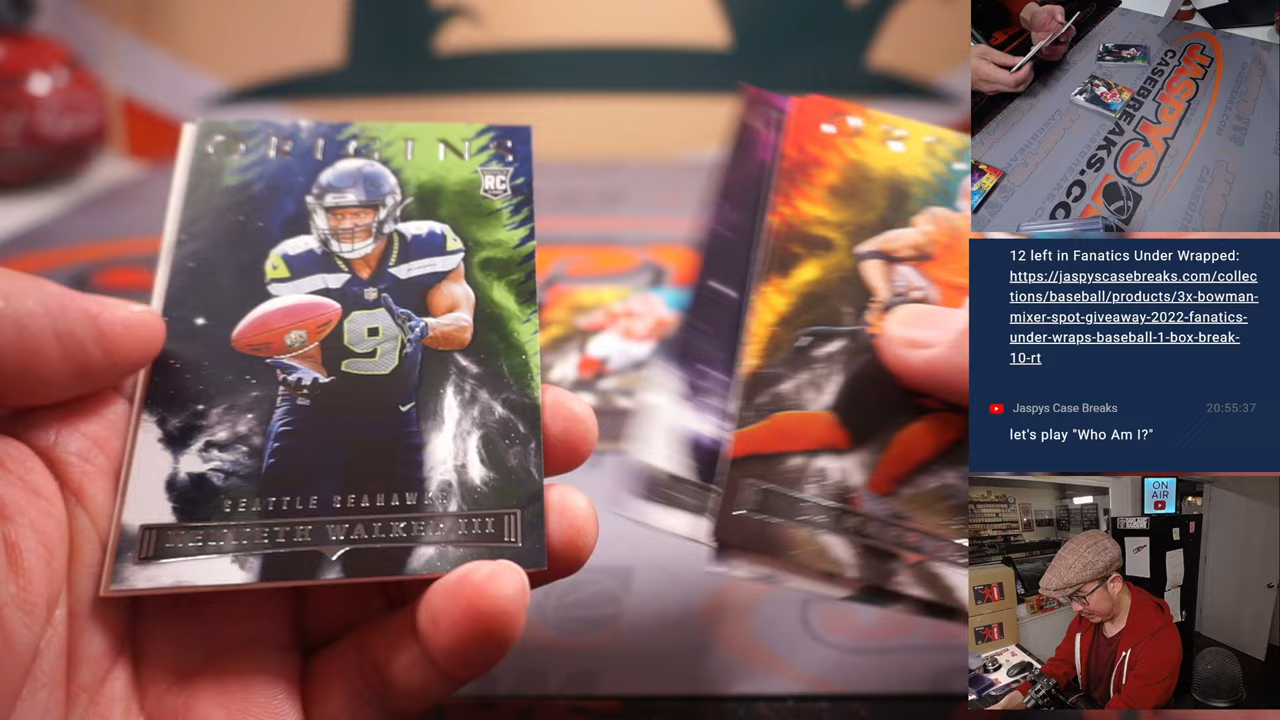 ORIGINS
RC
9
SEATTLE SEAHAWKS
KENNETH WALKER III
JASPYS
CASEBREAKS.CO
12 left in Fanatics Under Wrapped:
https://jaspyscasebreaks.com/collec
tions/baseball/products/3x-bowman-
mixer-spot-giveaway-2022-fanatics-
under-wraps-baseball-1-box-break-
10-rt
Jaspys Case Breaks 20:55:37
let's play "Who Am I?"
ON
AIR